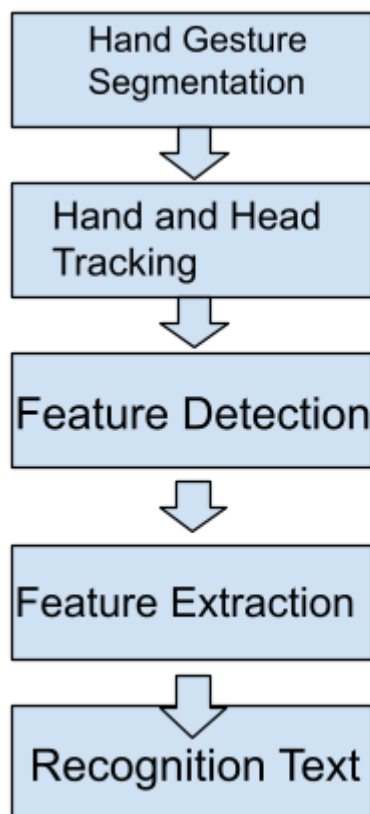 Hand Gesture
Segmentation
Hand and Head
Tracking
Feature Detection
Feature Extraction
Recognition Text